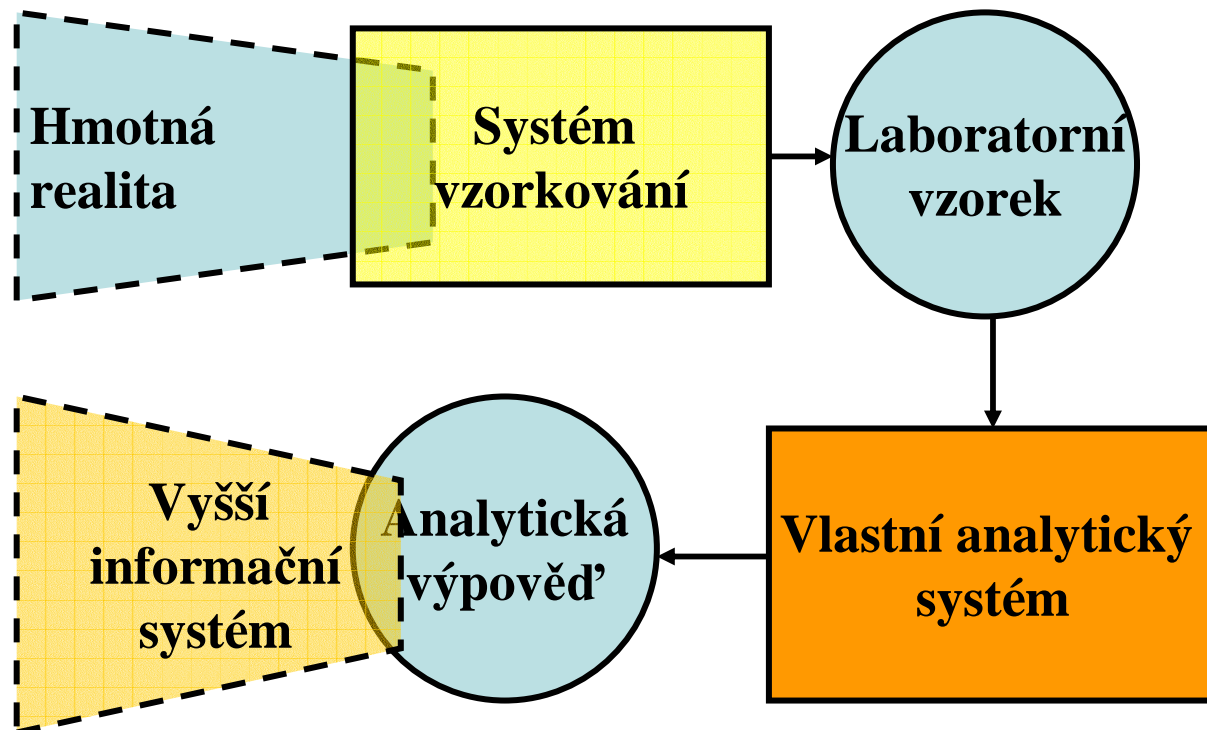 Hmotná
realita
Systém
vzorkování
Laboratorní
vzorek
Vyšší
informační
systém
Analytická
výpověď
Vlastní analytický
systém